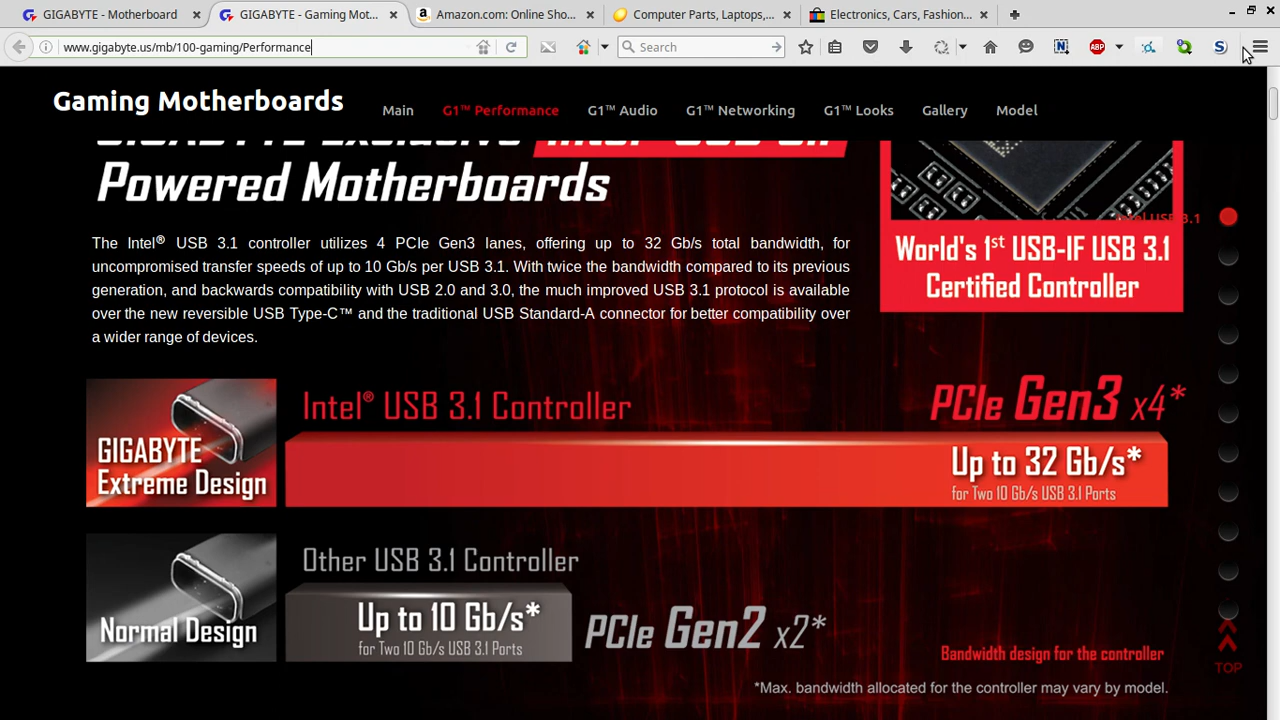 GIGABYTE - Motherboard
GIGABYTE - Gaming Mot...
Amazon.com: Online Sho...
Computer Parts, Laptops,...
Electronics, Cars, Fashion...
www.gigabyte.us/mb/100-gaming/Performance
Search
ABP
S
Gaming Motherboards
Main
G1™ Performance
G1™ Audio
G1™ Networking
G1™ Looks
Gallery
Model
Powered Motherboards
The Intel® USB 3.1 controller utilizes 4 PCIe Gen3 lanes, offering up to 32 Gb/s total bandwidth, for
uncompromised transfer speeds of up to 10 Gb/s per USB 3.1. With twice the bandwidth compared to its previous
generation, and backwards compatibility with USB 2.0 and 3.0, the much improved USB 3.1 protocol is available
over the new reversible USB Type-C™ and the traditional USB Standard-A connector for better compatibility over
a wider range of devices.
Intel USB 3.1
World's 1st USB-IF USB 3.1
Certified Controller
GIGABYTE
Extreme Design
Intel® USB 3.1 Controller
PCIe Gen3 x4*
Up to 32 Gb/s*
for Two 10 Gb/s USB 3.1 Ports
Normal Design
Other USB 3.1 Controller
Up to 10 Gb/s*
for Two 10 Gb/s USB 3.1 Ports
PCIe Gen2 x2*
Bandwidth design for the controller
*Max. bandwidth allocated for the controller may vary by model.
TOP